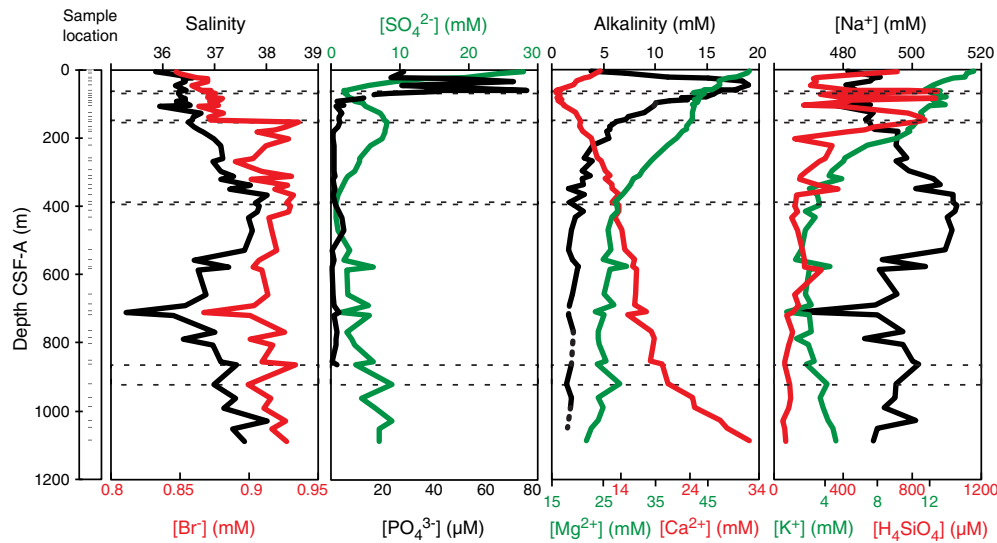 Sample location
Salinity
[SO₄²⁻] (mM)
Alkalinity (mM)
[Na⁺] (mM)
36 37 38 39
0 10 20 30
0 5 10 15 20
480 500 520
Depth CSF-A (m)
0
200
400
600
800
1000
1200
0.8 0.85 0.9 0.95
20 40 60 80
15 25 14 35 24 45 34
0 4 400 8 800 12 1200
[Br⁻] (mM)
[PO₄³⁻] (μM)
[Mg²⁺] (mM)
[Ca²⁺] (mM)
[K⁺] (mM)
[H₄SiO₄] (μM)